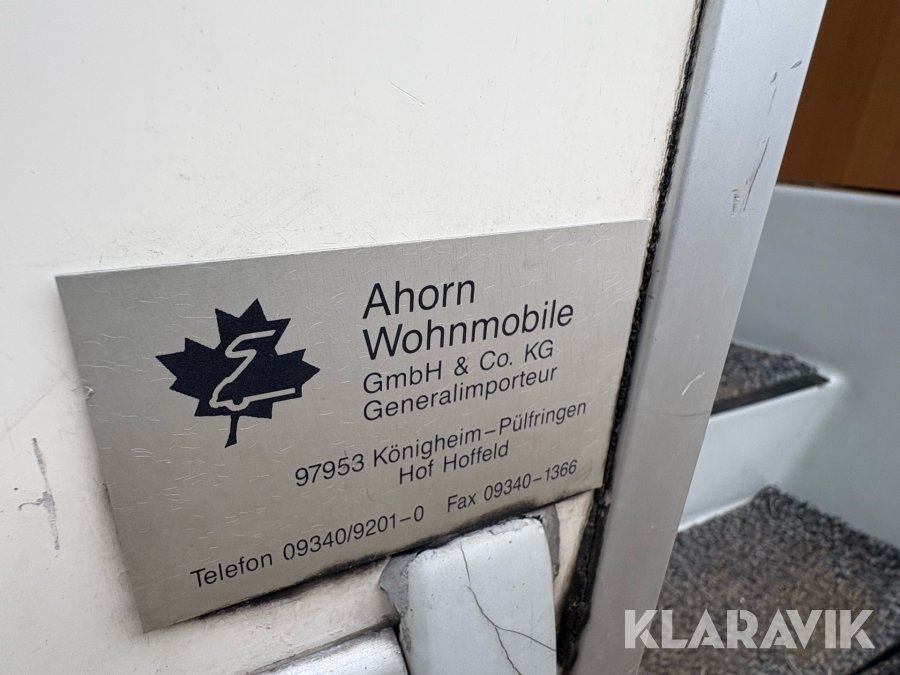 Ahorn
Wohnmobile
GmbH & Co. KG
Generalimporteur
97953 Königheim-Pülfringen
Hof Hoffeld
Telefon 09340/9201-0 Fax 09340-1366
KLARAVIK